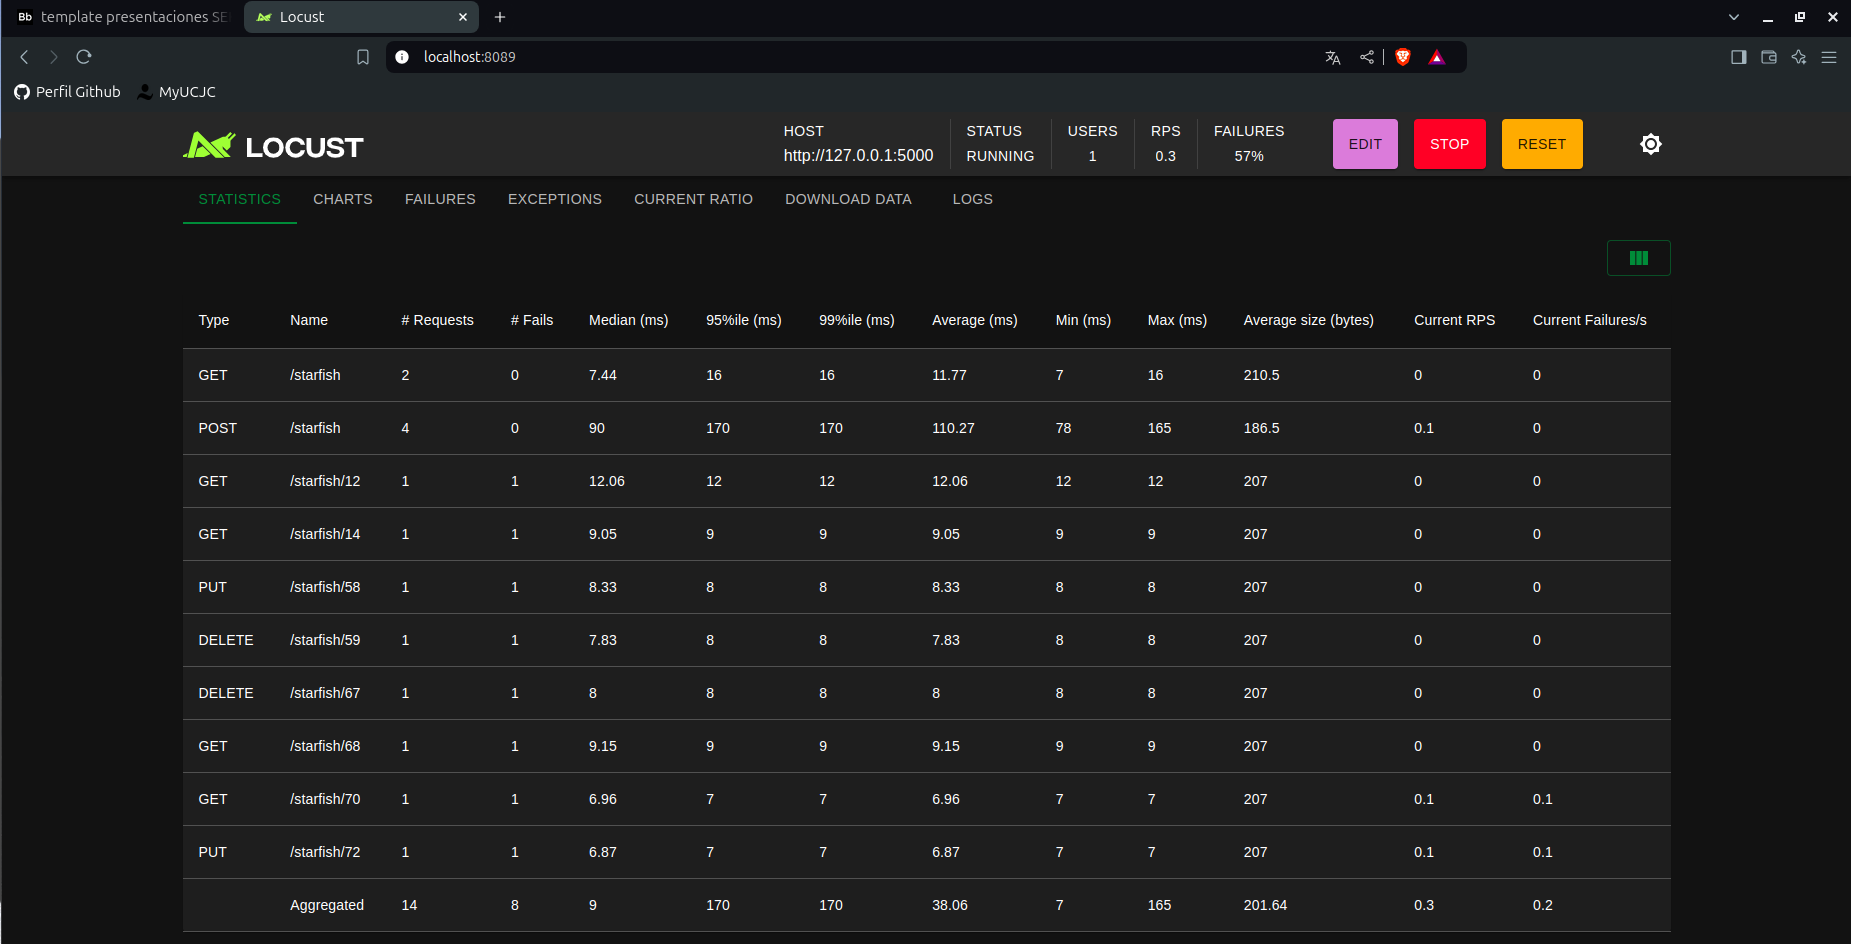 Bb template presentaciones SE
Locust
localhost:8089
Perfil Github MyUCJC
LOCUST
HOST STATUS USERS RPS FAILURES
http://127.0.0.1:5000 RUNNING 1 0.3 57%
EDIT STOP RESET
STATISTICS CHARTS FAILURES EXCEPTIONS CURRENT RATIO DOWNLOAD DATA LOGS
Type Name # Requests # Fails Median (ms) 95%ile (ms) 99%ile (ms) Average (ms) Min (ms) Max (ms) Average size (bytes) Current RPS Current Failures/s
GET /starfish 2 0 7.44 16 16 11.77 7 16 210.5 0 0
POST /starfish 4 0 90 170 170 110.27 78 165 186.5 0.1 0
GET /starfish/12 1 1 12.06 12 12 12.06 12 12 207 0 0
GET /starfish/14 1 1 9.05 9 9 9.05 9 9 207 0 0
PUT /starfish/58 1 1 8.33 8 8 8.33 8 8 207 0 0
DELETE /starfish/59 1 1 7.83 8 8 7.83 8 8 207 0 0
DELETE /starfish/67 1 1 8 8 8 8 8 8 207 0 0
GET /starfish/68 1 1 9.15 9 9 9.15 9 9 207 0 0
GET /starfish/70 1 1 6.96 7 7 6.96 7 7 207 0.1 0.1
PUT /starfish/72 1 1 6.87 7 7 6.87 7 7 207 0.1 0.1
Aggregated 14 8 9 170 170 38.06 7 165 201.64 0.3 0.2